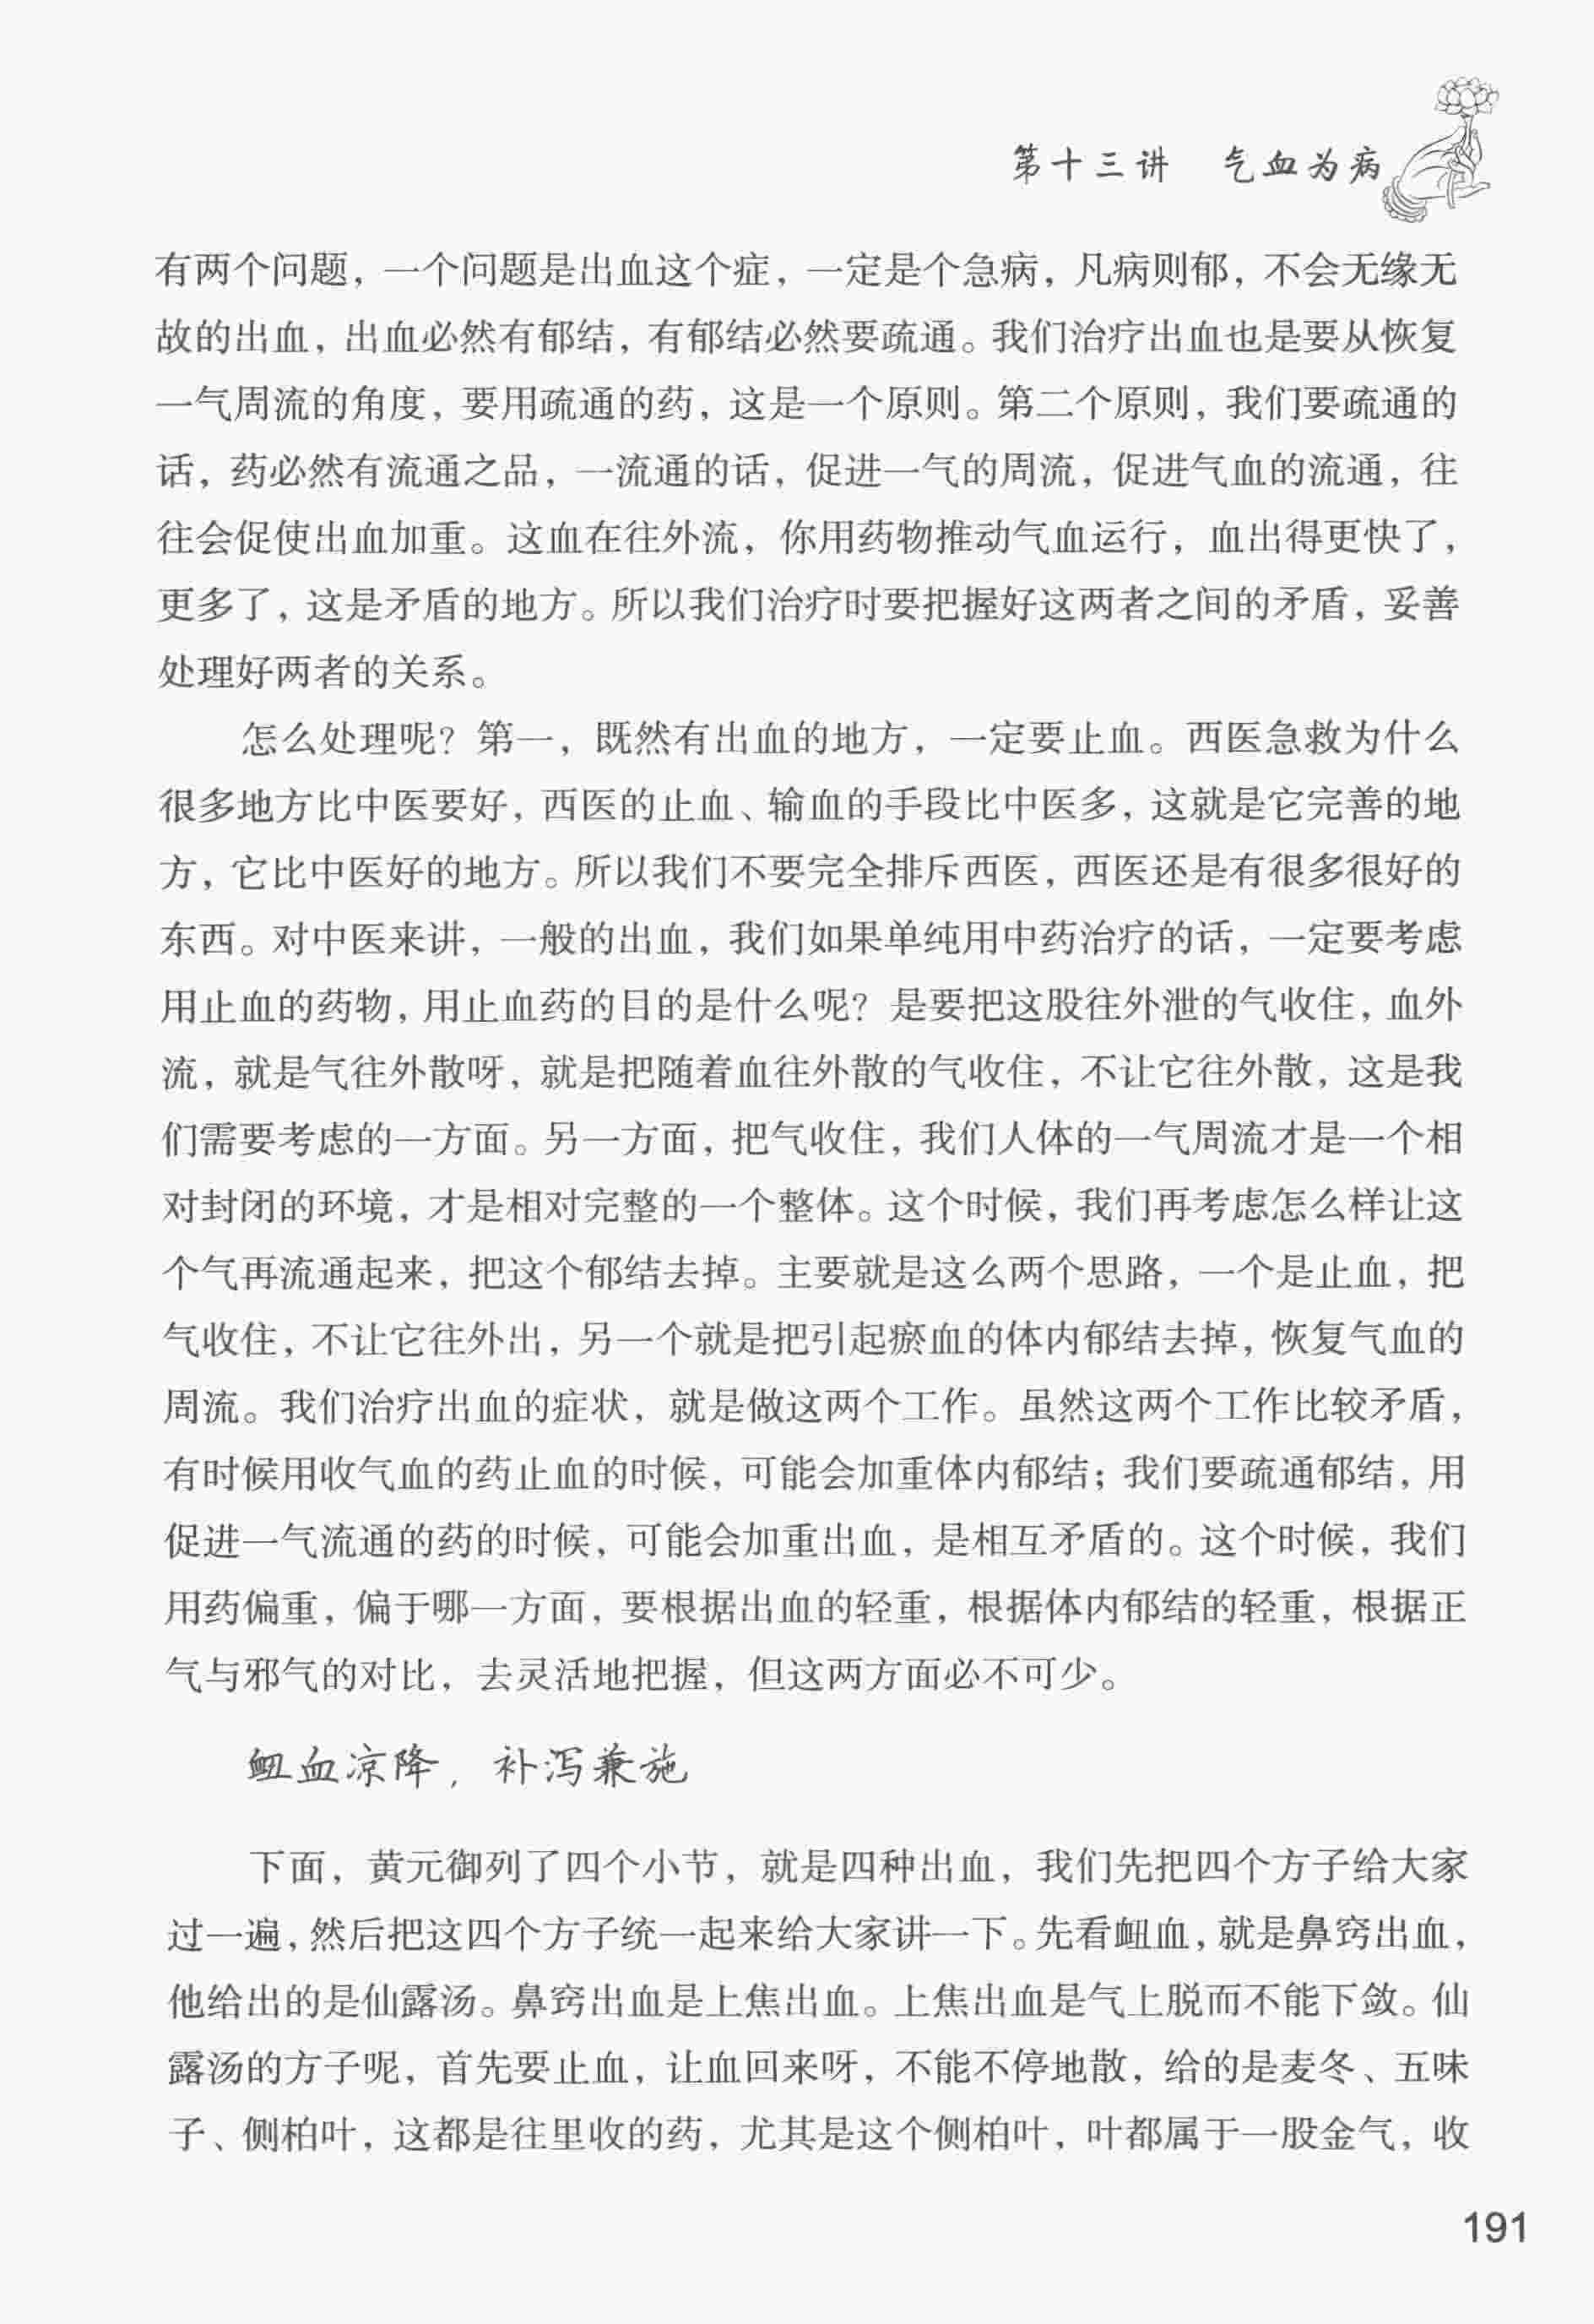 第十三讲 气血为病
有两个问题，一个问题是出血这个症，一定是个急病，凡病则郁，不会无缘无
故的出血，出血必然有郁结，有郁结必然要疏通。我们治疗出血也是要从恢复
一气周流的角度，要用疏通的药，这是一个原则。第二个原则，我们要疏通的
话，药必然有流通之品，一流通的话，促进一气的周流，促进气血的流通，往
往会促使出血加重。这血在往外流，你用药物推动气血运行，血出得更快了，
更多了，这是矛盾的地方。所以我们治疗时要把握好这两者之间的矛盾，妥善
处理好两者的关系。
怎么处理呢？第一，既然有出血的地方，一定要止血。西医急救为什么
很多地方比中医要好，西医的止血、输血的手段比中医多，这就是它完善的地
方，它比中医好的地方。所以我们不要完全排斥西医，西医还是有很多很好的
东西。对中医来讲，一般的出血，我们如果单纯用中药治疗的话，一定要考虑
用止血的药物，用止血药的目的是什么呢？是要把这股往外泄的气收住，血外
流，就是气往外散呀，就是把随着血往外散的气收住，不让它往外散，这是我
们需要考虑的一方面。另一方面，把气收住，我们人体的一气周流才是一个相
对封闭的环境，才是相对完整的一个整体。这个时候，我们再考虑怎么样让这
个气再流通起来，把这个郁结去掉。主要就是这么两个思路，一个是止血，把
气收住，不让它往外出，另一个就是把引起瘀血的体内郁结去掉，恢复气血的
周流。我们治疗出血的症状，就是做这两个工作。虽然这两个工作比较矛盾，
有时候用收气血的药止血的时候，可能会加重体内郁结；我们要疏通郁结，用
促进一气流通的药的时候，可能会加重出血，是相互矛盾的。这个时候，我们
用药偏重，偏于哪一方面，要根据出血的轻重，根据体内郁结的轻重，根据正
气与邪气的对比，去灵活地把握，但这两方面必不可少。
衄血凉降，补泻兼施
下面，黄元御列了四个小节，就是四种出血，我们先把四个方子给大家
过一遍，然后把这四个方子统一起来给大家讲一下。先看衄血，就是鼻窍出血，
他给出的是仙露汤。鼻窍出血是上焦出血。上焦出血是气上脱而不能下敛。仙
露汤的方子呢，首先要止血，让血回来呀，不能不停地散，给的是麦冬、五味
子、侧柏叶，这都是往里收的药，尤其是这个侧柏叶，叶都属于一股金气，收
191